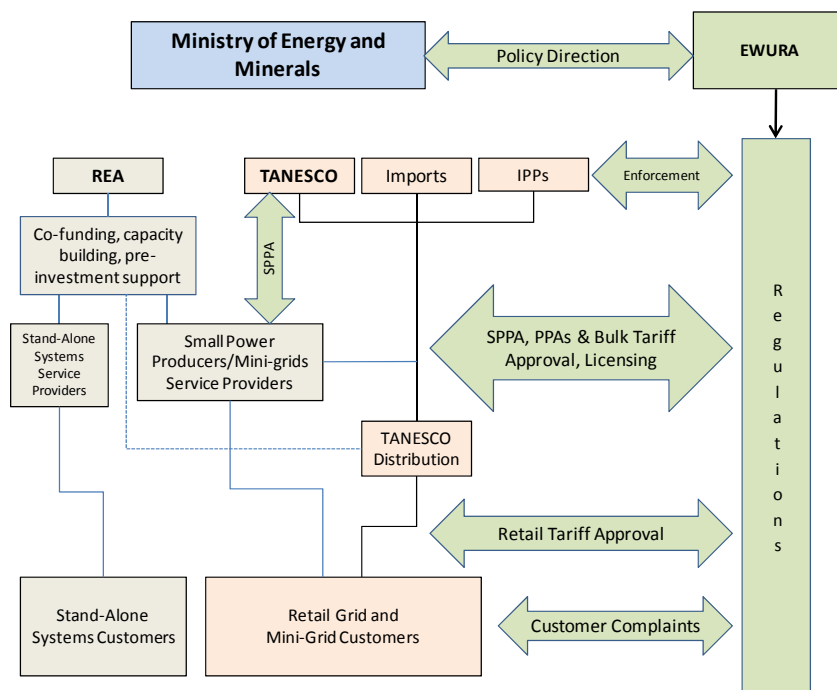 Ministry of Energy and
Minerals
Policy Direction
EWURA
REA
TANESCO
Imports
IPPs
Enforcement
Co-funding, capacity
building, pre-
investment support
SPPA
Stand-Alone
Systems
Service
Providers
Small Power
Producers/Mini-grids
Service Providers
SPPA, PPAs & Bulk Tariff
Approval, Licensing
Regulations
TANESCO
Distribution
Retail Tariff Approval
Stand-Alone
Systems Customers
Retail Grid and
Mini-Grid Customers
Customer Complaints